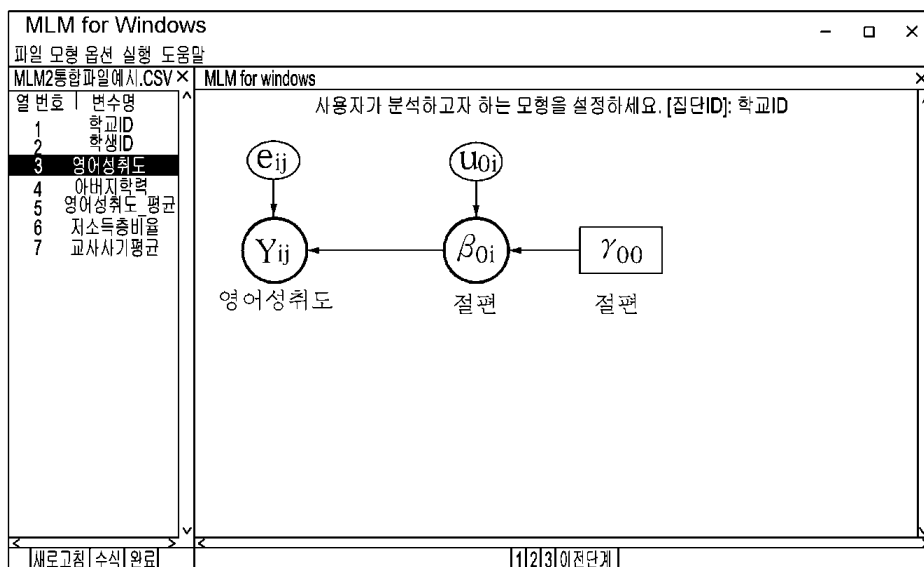 MLM for Windows
파일 모형 옵션 실행 도움말
MLM2통합파일예시.CSV ×
열 번호 | 변수명
1 학교ID
2 학생ID
3 영어성취도
4 아버지학력
5 영어성취도_평균
6 저소득층비율
7 교사사기평균
새로고침 수식 완료
MLM for windows
사용자가 분석하고자 하는 모형을 설정하세요. [집단ID]: 학교ID
eij u0i
Yij β0i γ00
영어성취도 절편 절편
1 2 3 이전단계